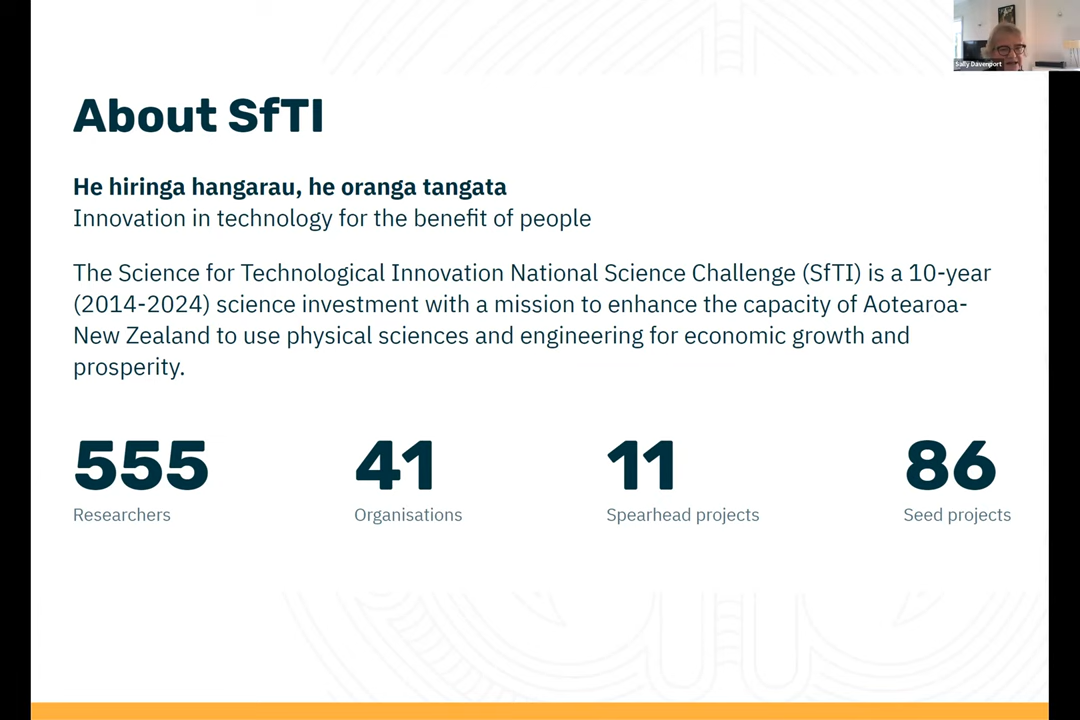 Sally Davenport
About SfTI
He hiringa hangarau, he oranga tangata
Innovation in technology for the benefit of people
The Science for Technological Innovation National Science Challenge (SfTI) is a 10-year
(2014-2024) science investment with a mission to enhance the capacity of Aotearoa-
New Zealand to use physical sciences and engineering for economic growth and
prosperity.
555
Researchers
41
Organisations
11
Spearhead projects
86
Seed projects